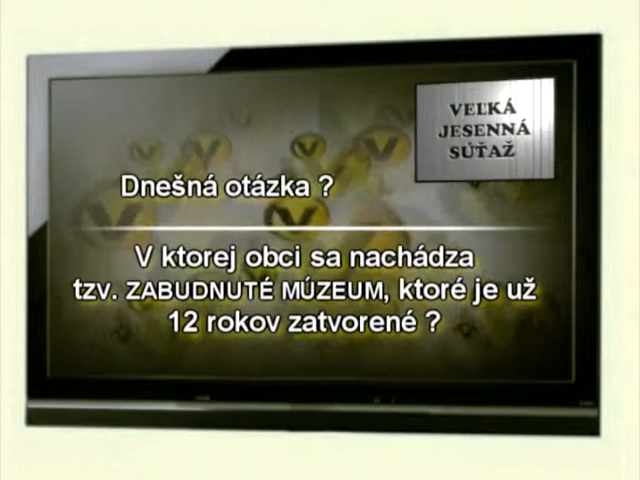 VEĽKÁ
JESENNÁ
SÚŤAŽ
Dnešná otázka ?
V ktorej obci sa nachádza
tzv. ZABUDNUTÉ MÚZEUM, ktoré je už
12 rokov zatvorené ?